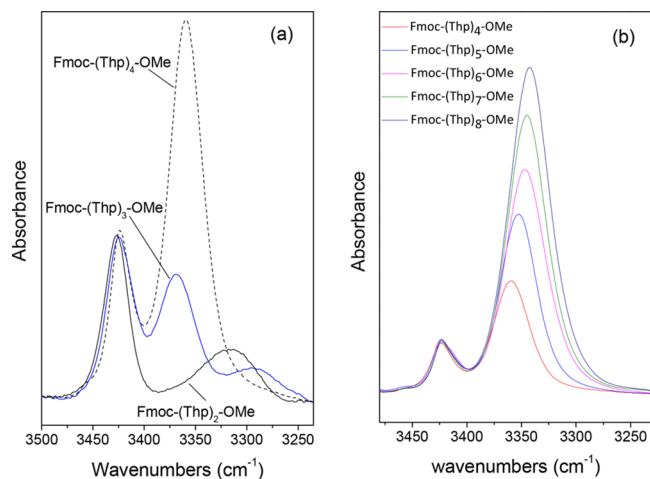 (a)
Fmoc-(Thp)4-OMe
Fmoc-(Thp)3-OMe
Fmoc-(Thp)2-OMe
Absorbance
3500 3450 3400 3350 3300 3250
Wavenumbers (cm-1)
(b)
Fmoc-(Thp)4-OMe
Fmoc-(Thp)5-OMe
Fmoc-(Thp)6-OMe
Fmoc-(Thp)7-OMe
Fmoc-(Thp)8-OMe
Absorbance
3450 3400 3350 3300 3250
wavenumbers (cm-1)